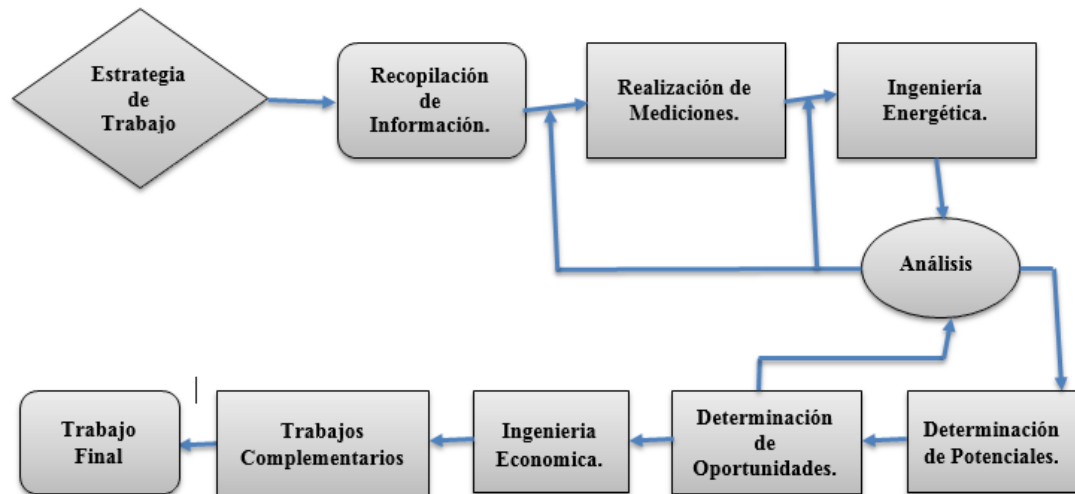 Estrategia
de
Trabajo
Recopilación
de
Información.
Realización de
Mediciones.
Ingeniería
Energética.
Análisis
Trabajo
Final
Trabajos
Complementarios
Ingenieria
Economica.
Determinación
de
Oportunidades.
Determinación
de Potenciales.